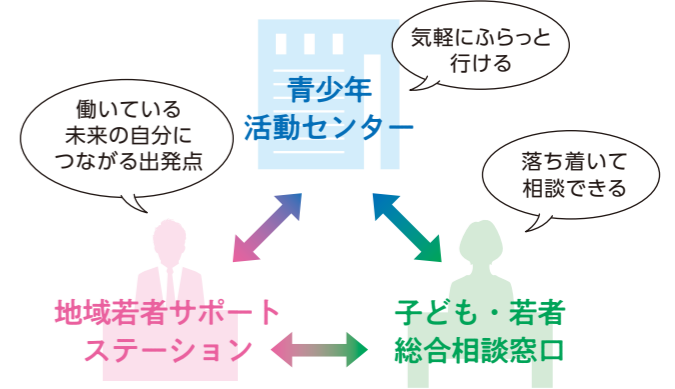 気軽にふらっと
行ける
青少年
活動センター
働いている
未来の自分に
つながる出発点
落ち着いて
相談できる
地域若者サポート
ステーション
子ども・若者
総合相談窓口